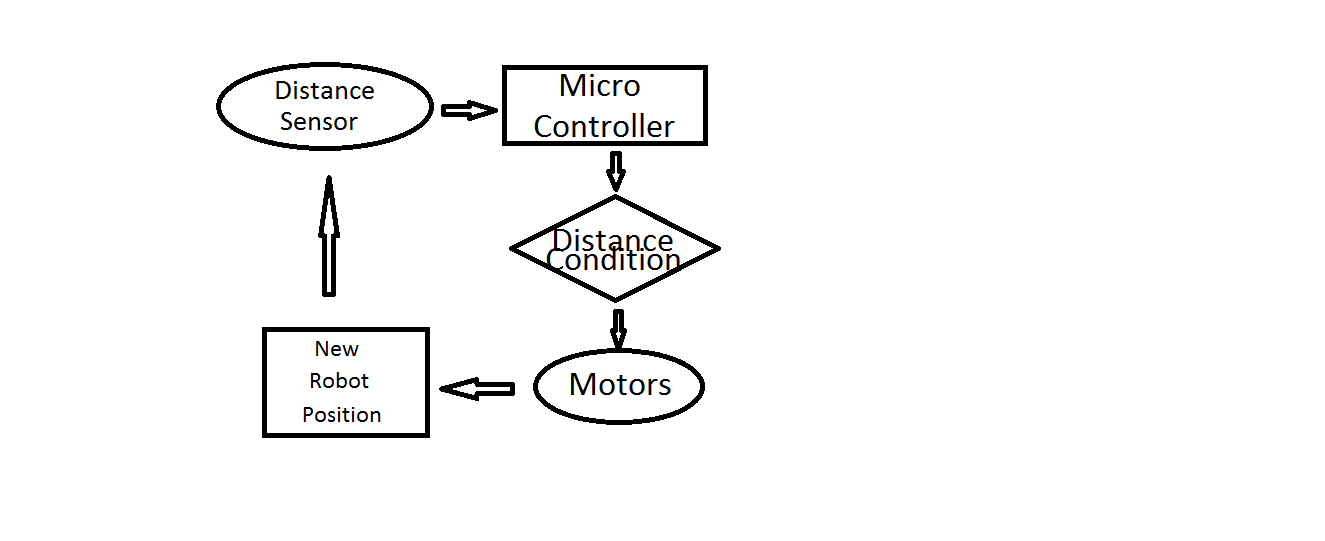 Distance
Sensor
Micro
Controller
Distance
Condition
Motors
New
Robot
Position